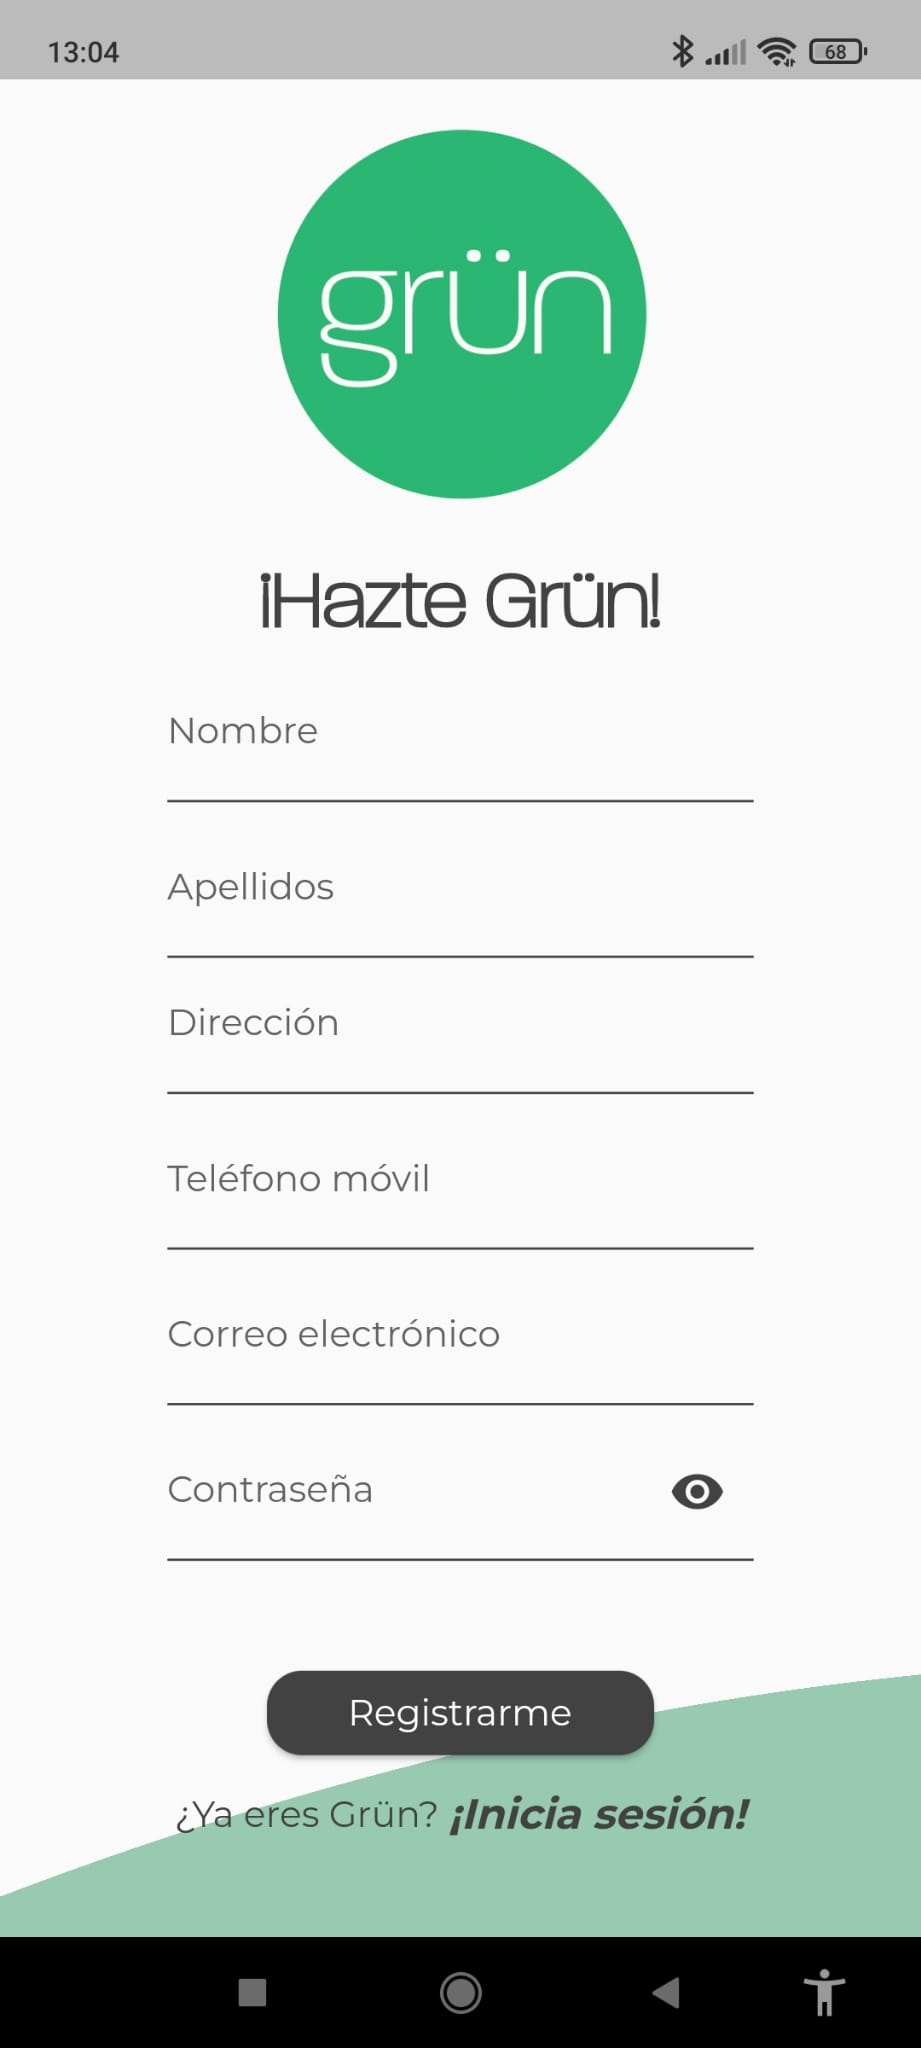 13:04
68
grün
¡Hazte Grün!
Nombre
Apellidos
Dirección
Teléfono móvil
Correo electrónico
Contraseña
Registrarme
¿Ya eres Grün? ¡Inicia sesión!